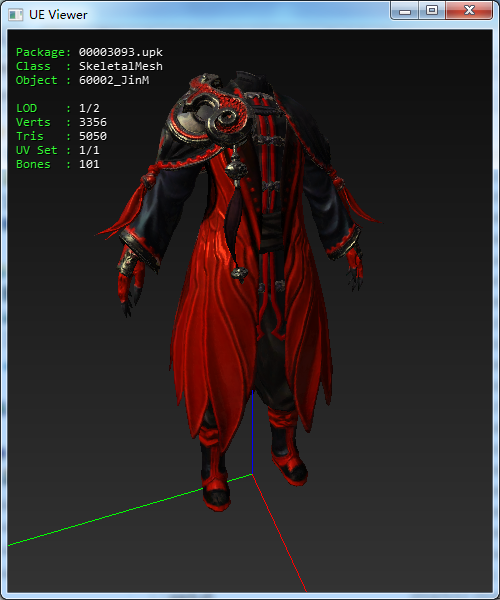 UE Viewer
Package: 00003093.upk
Class : SkeletalMesh
Object : 60002_JinM
LOD : 1/2
Verts : 3356
Tris : 5050
UV Set : 1/1
Bones : 101